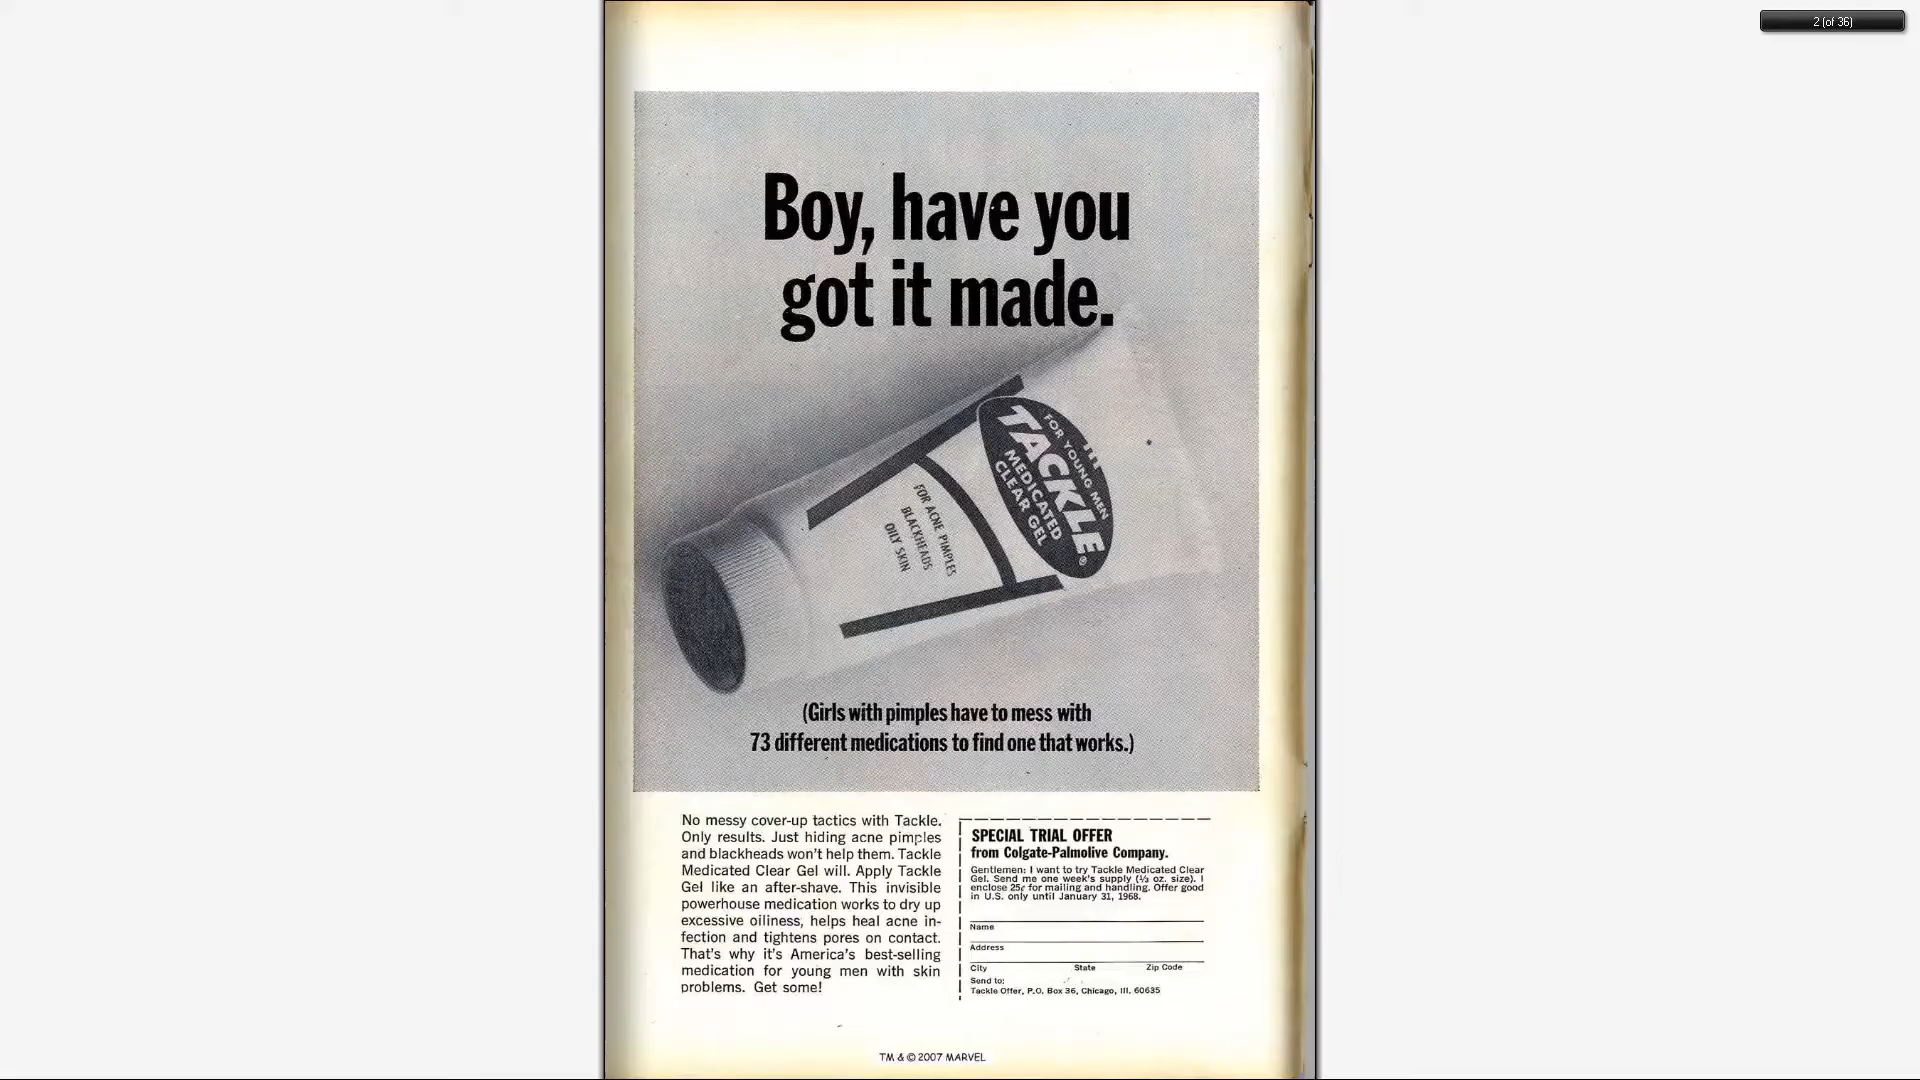 2 (of 36)
Boy, have you
got it made.
FOR YOUNG MEN
TACKLE®
MEDICATED
CLEAR GEL
FOR ACNE PIMPLES
BLACKHEADS
OILY SKIN
(Girls with pimples have to mess with
73 different medications to find one that works.)
No messy cover-up tactics with Tackle.
Only results. Just hiding acne pimples
and blackheads won't help them. Tackle
Medicated Clear Gel will. Apply Tackle
Gel like an after-shave. This invisible
powerhouse medication works to dry up
excessive oiliness, helps heal acne in-
fection and tightens pores on contact.
That's why it's America's best-selling
medication for young men with skin
problems. Get some!
SPECIAL TRIAL OFFER
from Colgate-Palmolive Company.
Gentlemen: I want to try Tackle Medicated Clear
Gel. Send me one week's supply (⅓ oz. size). I
enclose 25¢ for mailing and handling. Offer good
in U.S. only until January 31, 1968.
Name
Address
City State Zip Code
Send to:
Tackle Offer, P.O. Box 36, Chicago, Ill. 60635
TM & © 2007 MARVEL